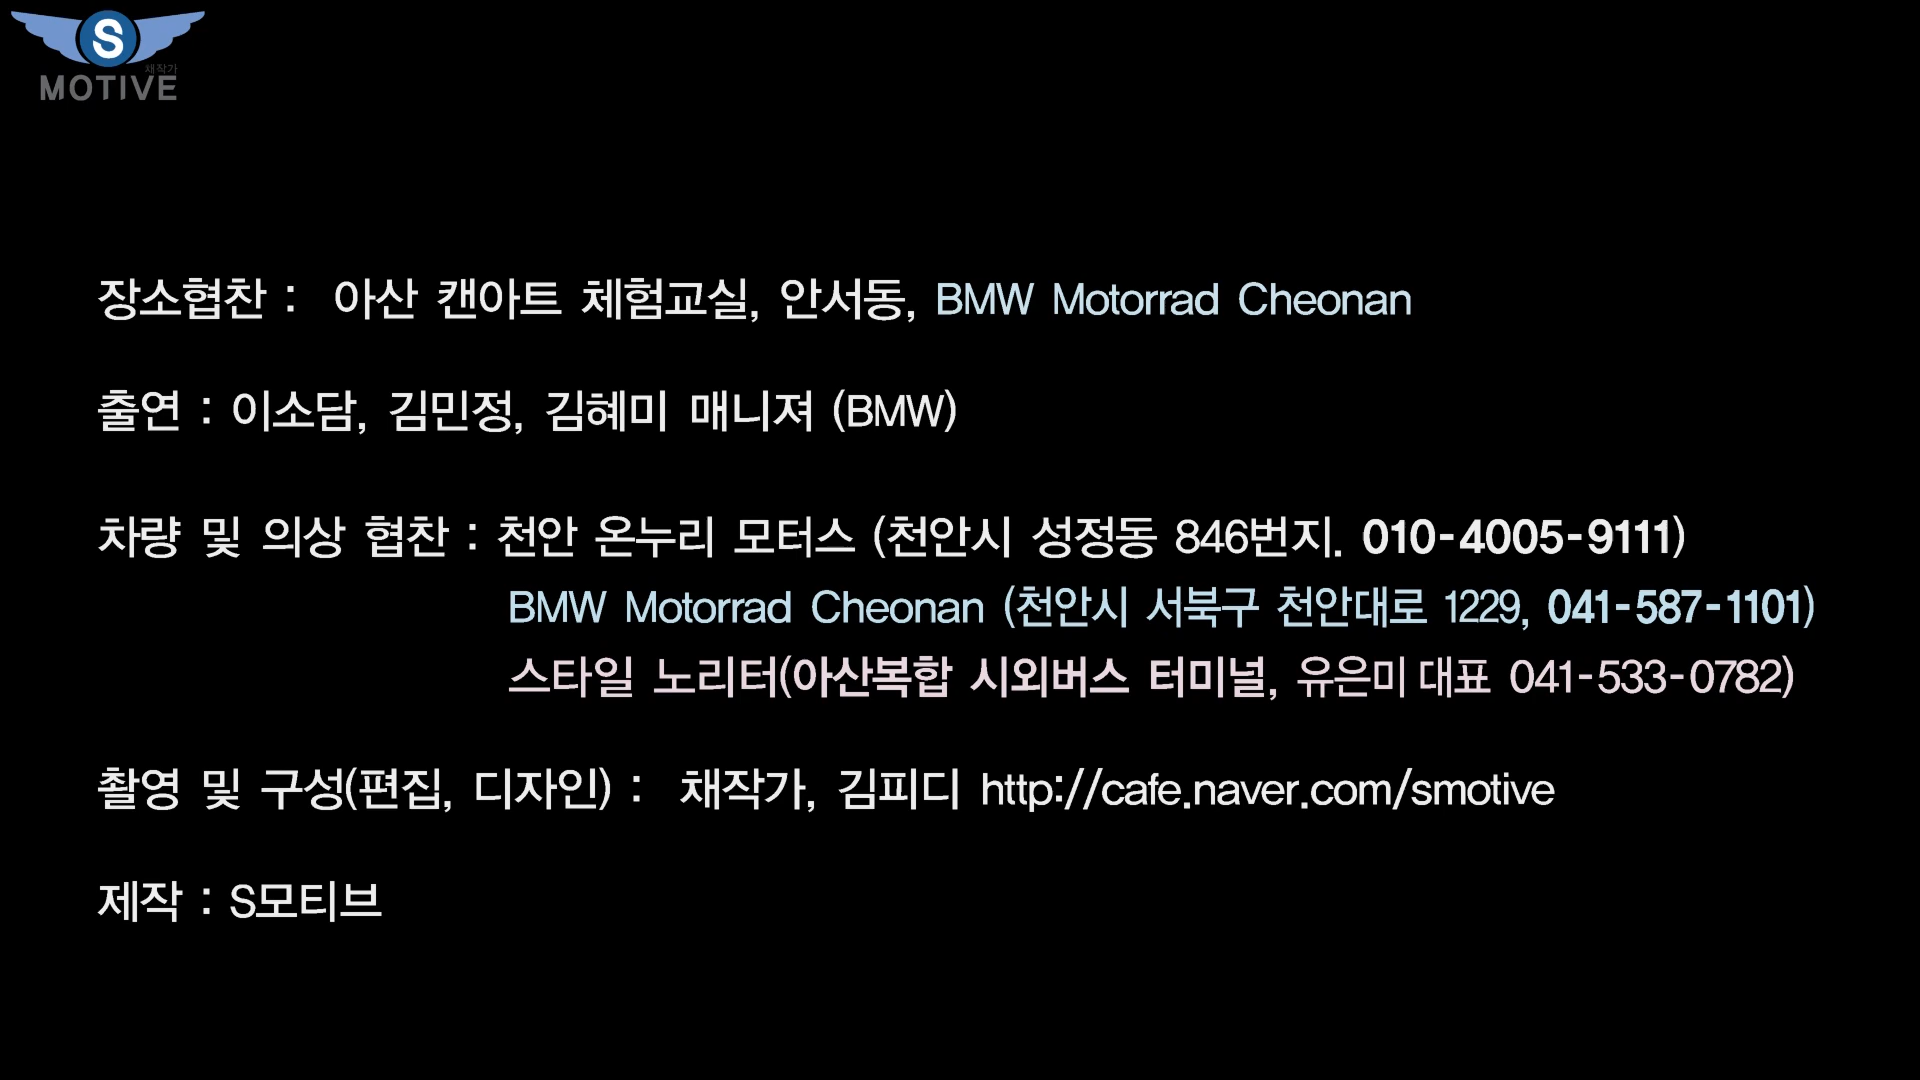 S
채작가
MOTIVE
장소협찬 : 아산 캔아트 체험교실, 안서동, BMW Motorrad Cheonan
출연 : 이소담, 김민정, 김혜미 매니져 (BMW)
차량 및 의상 협찬 : 천안 온누리 모터스 (천안시 성정동 846번지. 010-4005-9111)
BMW Motorrad Cheonan (천안시 서북구 천안대로 1229, 041-587-1101)
스타일 노리터(아산복합 시외버스 터미널, 유은미 대표 041-533-0782)
촬영 및 구성(편집, 디자인) : 채작가, 김피디 http://cafe.naver.com/smotive
제작 : S모티브